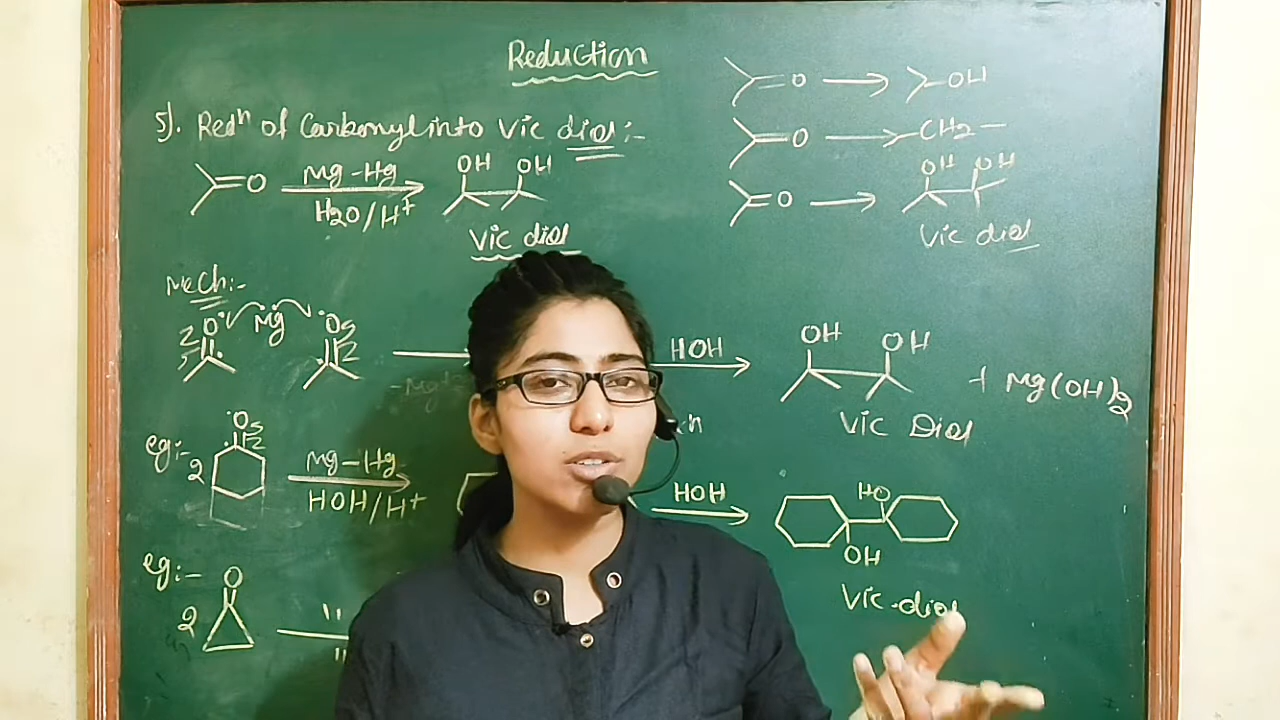 Reduction
5). Redⁿ of Carbonyl into Vic diol :-
=O Mg-Hg OH OH
H2O/H+
Vic diol
=O → OH
=O → CH2 —
=O → OH OH
Vic diol
Mech:-
2 O Mg O 2
HOH OH OH + Mg(OH)2
Vic Diol
eg:- 2 O Mg-Hg
HOH/H+
HOH HO
OH
Vic-diol
eg:- 2 O " "